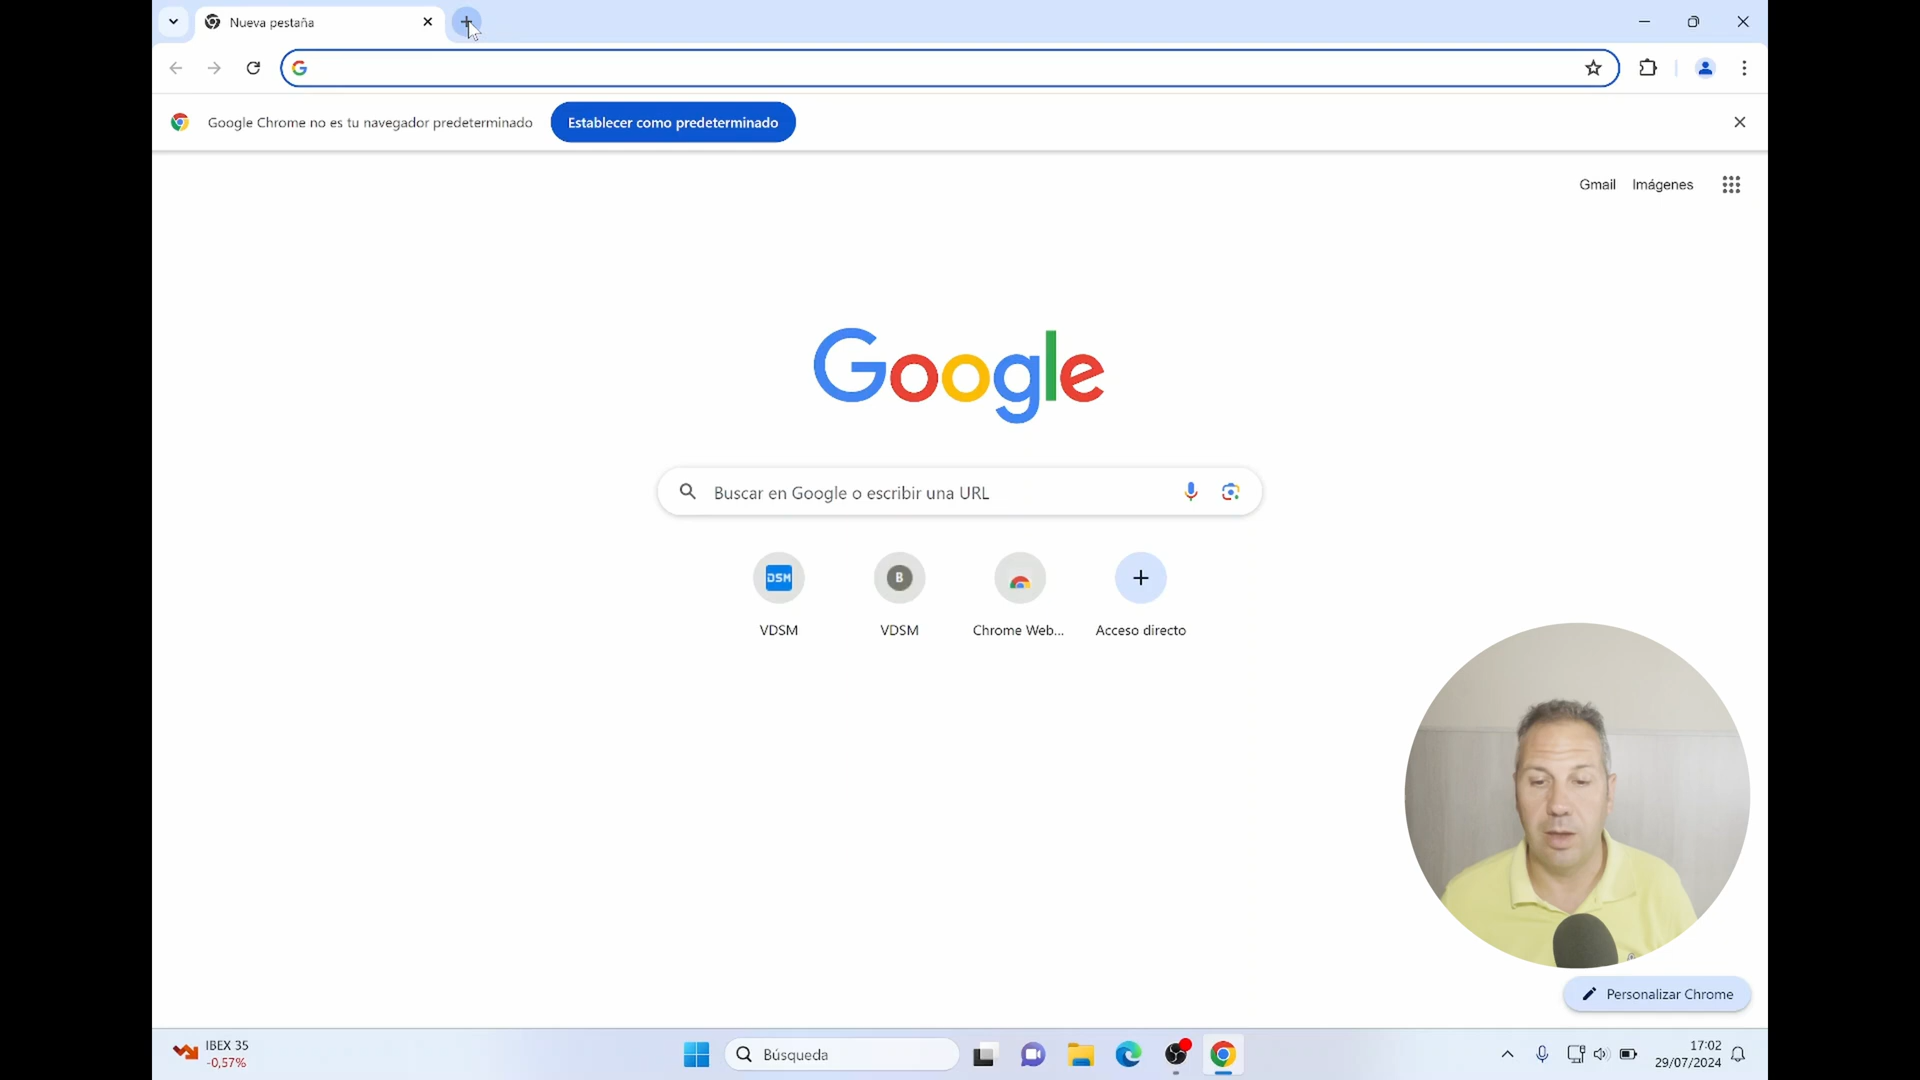 Nueva pestaña
Google Chrome no es tu navegador predeterminado
Establecer como predeterminado
Gmail
Imágenes
Google
Buscar en Google o escribir una URL
DSM
B
VDSM
VDSM
Chrome Web...
Acceso directo
Personalizar Chrome
IBEX 35
-0,57%
Búsqueda
17:02
29/07/2024